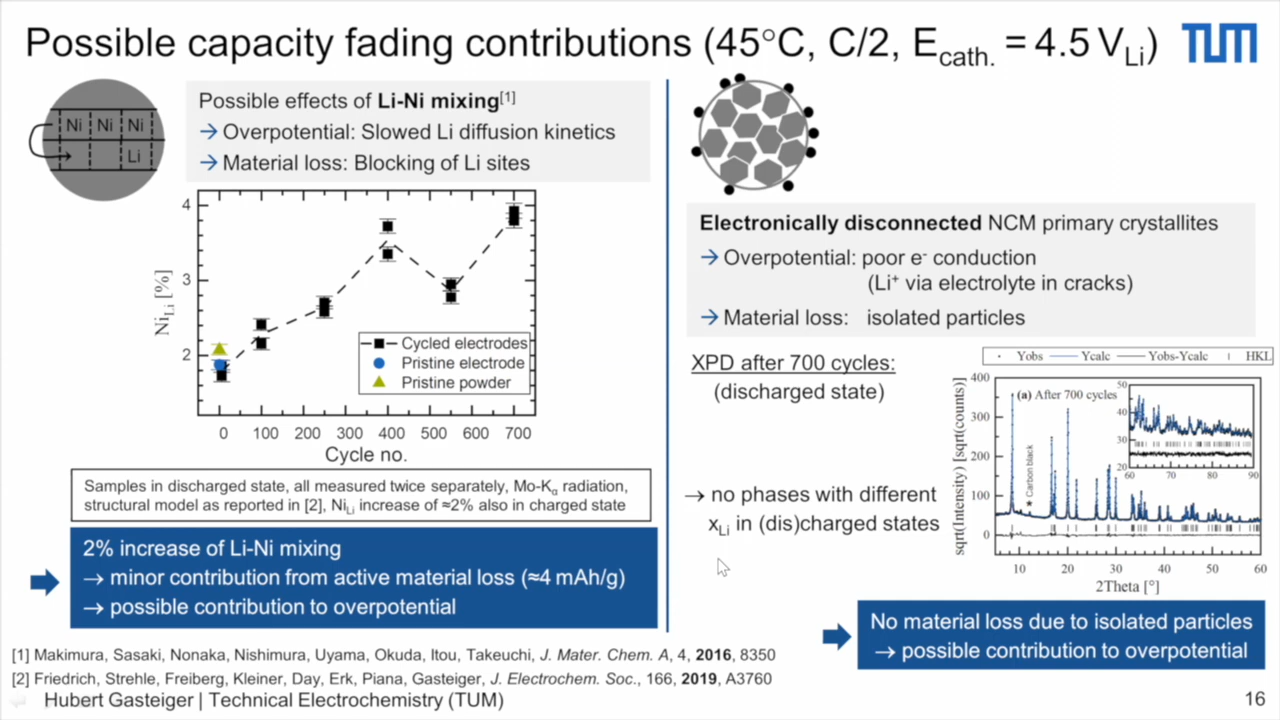 Possible capacity fading contributions (45°C, C/2, E_cath. = 4.5 V_Li)
TUM
Ni Ni Ni
Li
Possible effects of Li-Ni mixing[1]
→ Overpotential: Slowed Li diffusion kinetics
→ Material loss: Blocking of Li sites
4
3
2
Ni_Li [%]
Cycled electrodes
Pristine electrode
Pristine powder
0 100 200 300 400 500 600 700
Cycle no.
Samples in discharged state, all measured twice separately, Mo-Kα radiation,
structural model as reported in [2], Ni_Li increase of ≈2% also in charged state
2% increase of Li-Ni mixing
→ minor contribution from active material loss (≈4 mAh/g)
→ possible contribution to overpotential
Electronically disconnected NCM primary crystallites
→ Overpotential: poor e⁻ conduction
(Li⁺ via electrolyte in cracks)
→ Material loss: isolated particles
XPD after 700 cycles:
(discharged state)
→ no phases with different
x_Li in (dis)charged states
Yobs Ycalc Yobs-Ycalc HKL
(a) After 700 cycles
* Carbon black
sqrt(Intensity) [sqrt(counts)]
400
300
200
100
0
50
40
30
20
60 70 80 90
10 20 30 40 50 60
2Theta [°]
No material loss due to isolated particles
→ possible contribution to overpotential
[1] Makimura, Sasaki, Nonaka, Nishimura, Uyama, Okuda, Itou, Takeuchi, J. Mater. Chem. A, 4, 2016, 8350
[2] Friedrich, Strehle, Freiberg, Kleiner, Day, Erk, Piana, Gasteiger, J. Electrochem. Soc., 166, 2019, A3760
Hubert Gasteiger | Technical Electrochemistry (TUM)
16